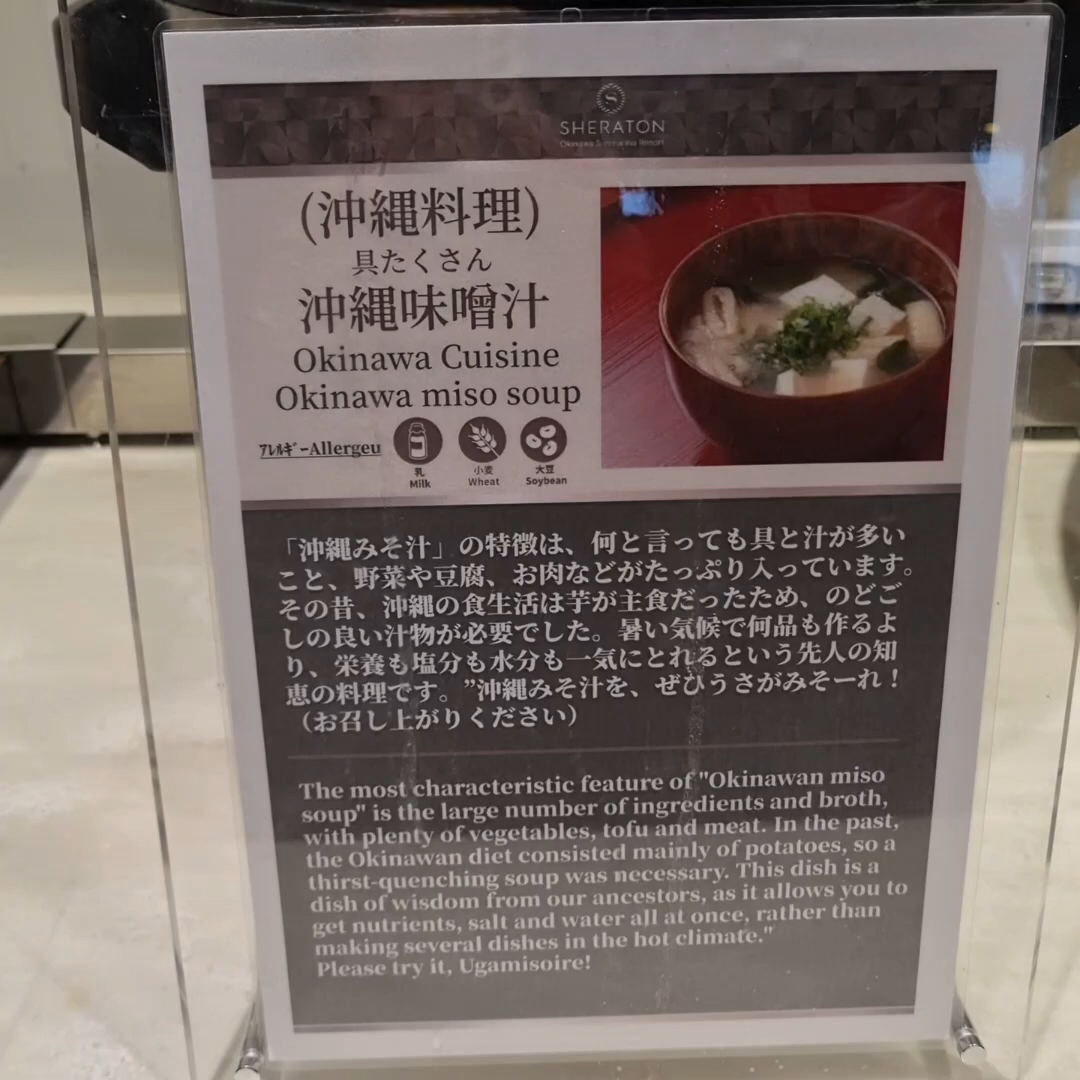 SHERATON
Okinawa Sunmarina Resort
(沖縄料理)
具たくさん
沖縄味噌汁
Okinawa Cuisine
Okinawa miso soup
ｱﾚﾙｷﾞｰAllergeu
乳
Milk
小麦
Wheat
大豆
Soybean
「沖縄みそ汁」の特徴は、何と言っても具と汁が多い
こと、野菜や豆腐、お肉などがたっぷり入っています。
その昔、沖縄の食生活は芋が主食だったため、のどご
しの良い汁物が必要でした。暑い気候で何品も作るよ
り、栄養も塩分も水分も一気にとれるという先人の知
恵の料理です。”沖縄みそ汁を、ぜひうさがみそーれ！
（お召し上がりください）
The most characteristic feature of "Okinawan miso
soup" is the large number of ingredients and broth,
with plenty of vegetables, tofu and meat. In the past,
the Okinawan diet consisted mainly of potatoes, so a
thirst-quenching soup was necessary. This dish is a
dish of wisdom from our ancestors, as it allows you to
get nutrients, salt and water all at once, rather than
making several dishes in the hot climate."
Please try it, Ugamisoire!